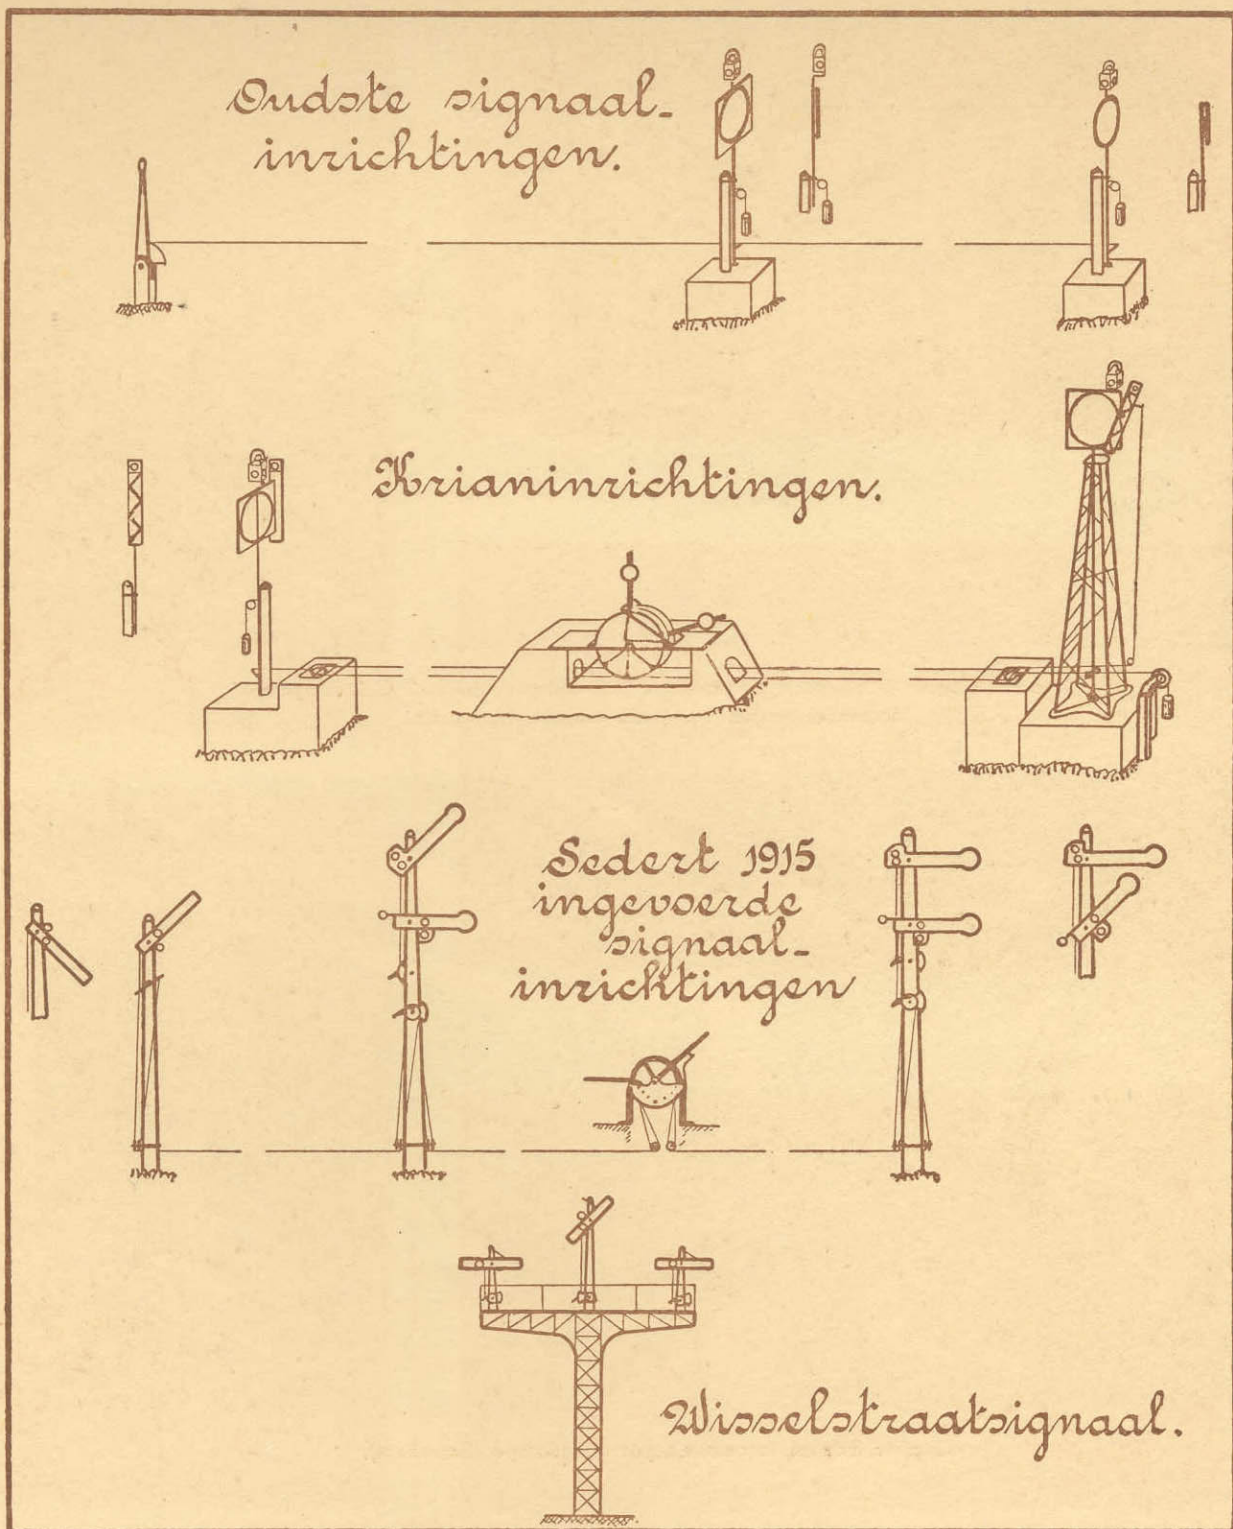 Oudste signaal-
inrichtingen.
Krianinrichtingen.
Sedert 1915
ingevoerde
signaal-
inrichtingen
Wisselstraatsignaal.